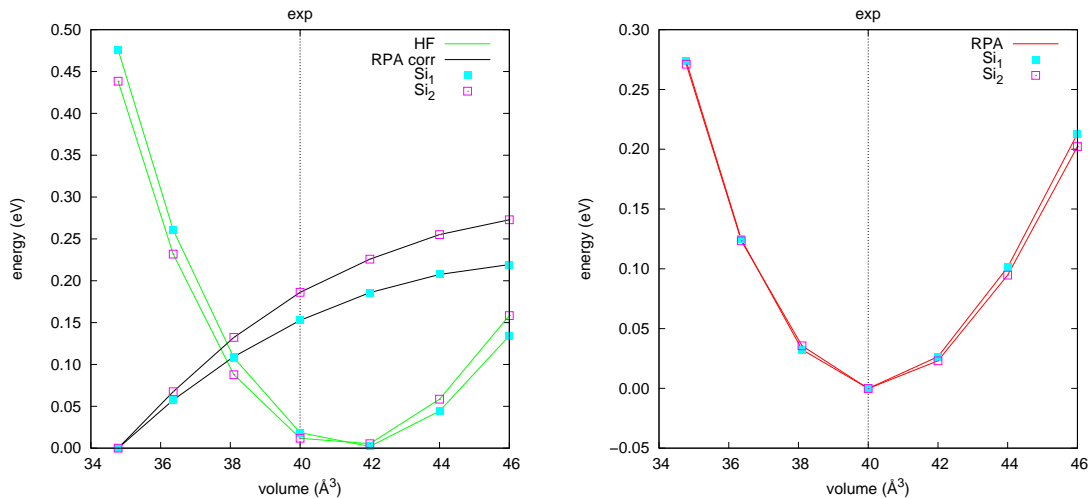 exp
HF
RPA corr
Si1
Si2
0.50
0.45
0.40
0.35
0.30
0.25
0.20
0.15
0.10
0.05
0.00
energy (eV)
34 36 38 40 42 44 46
volume (Å³)
exp
RPA
Si1
Si2
0.30
0.25
0.20
0.15
0.10
0.05
0.00
−0.05
energy (eV)
34 36 38 40 42 44 46
volume (Å³)